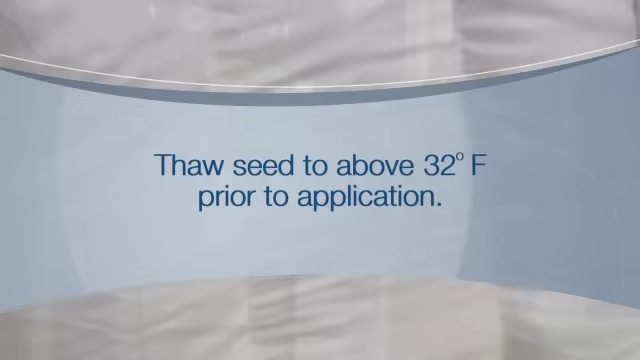 Thaw seed to above 32° F
prior to application.